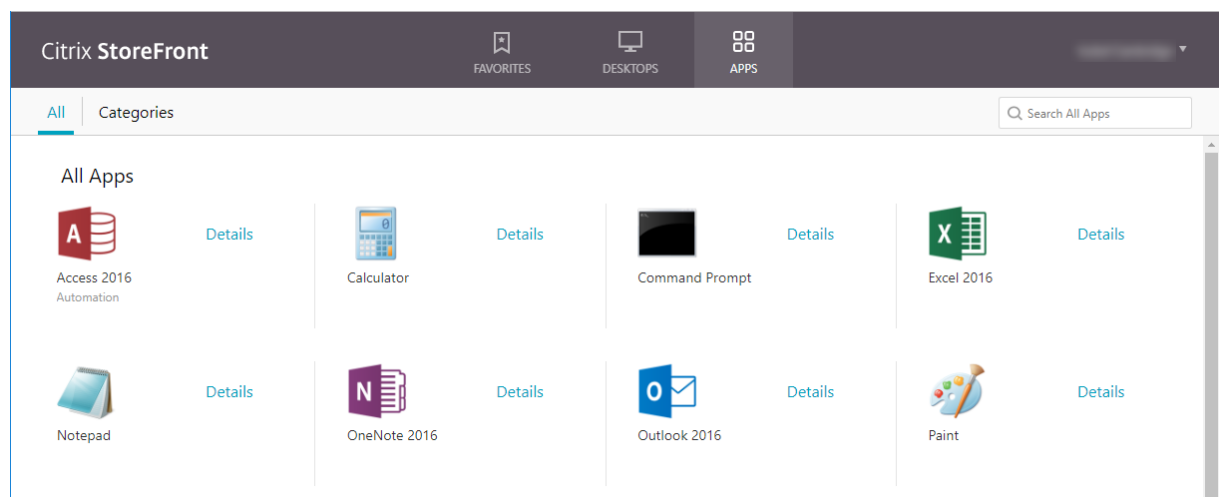 Citrix StoreFront
FAVORITES
DESKTOPS
APPS
All
Categories
Search All Apps
All Apps
Details
Details
Details
Details
Access 2016
Calculator
Command Prompt
Excel 2016
Automation
Details
Details
Details
Details
Notepad
OneNote 2016
Outlook 2016
Paint